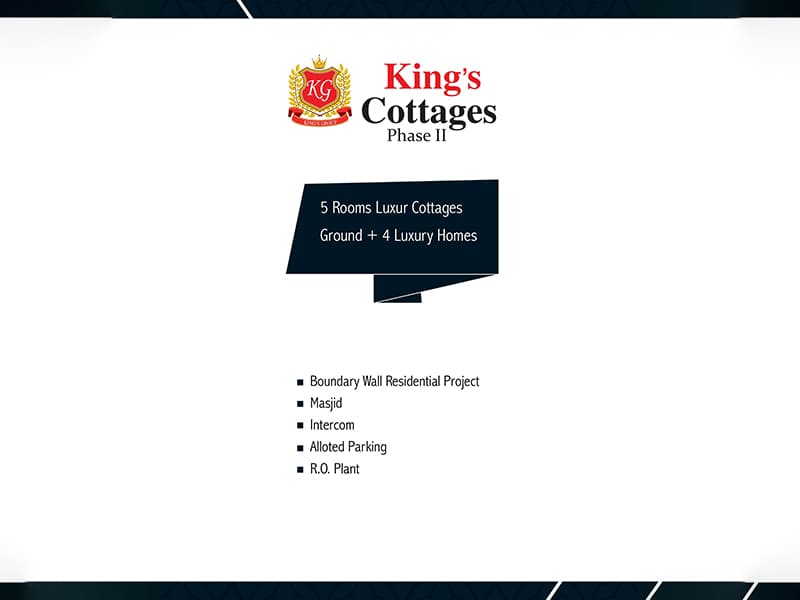 KG
KING'S GROUP
King's
Cottages
Phase II
5 Rooms Luxur Cottages
Ground + 4 Luxury Homes
Boundary Wall Residential Project
Masjid
Intercom
Alloted Parking
R.O. Plant